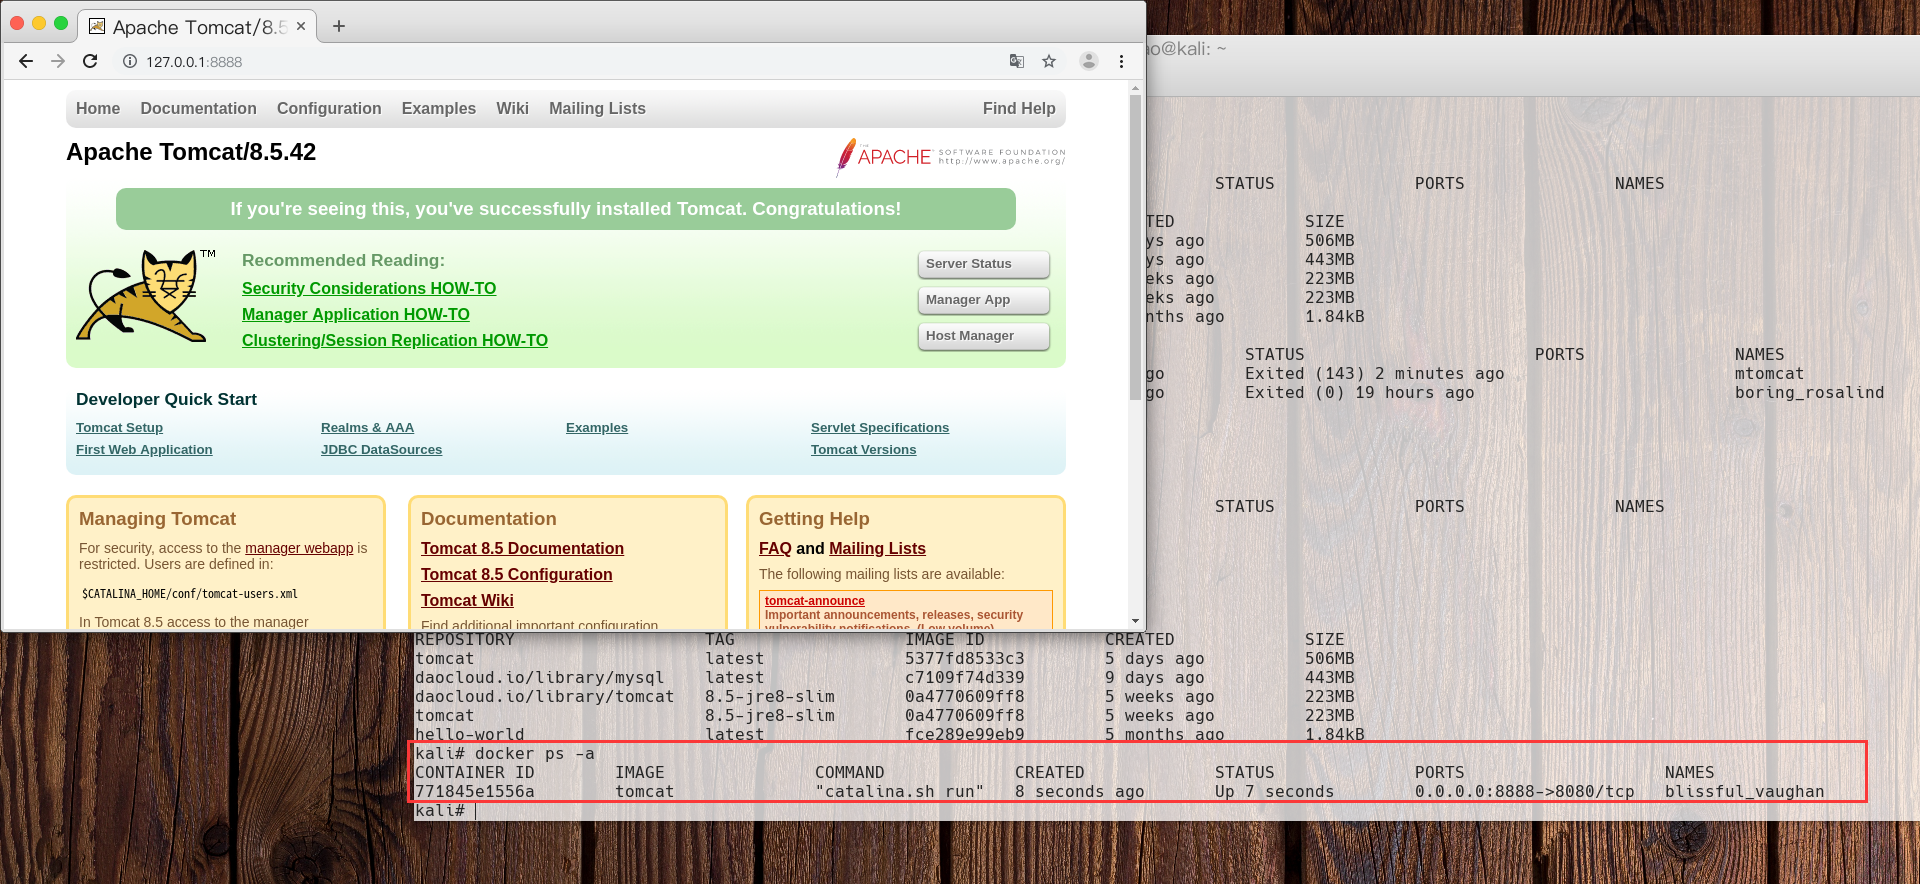 Apache Tomcat/8.5
127.0.0.1:8888
Home Documentation Configuration Examples Wiki Mailing Lists Find Help
Apache Tomcat/8.5.42
THE
APACHE SOFTWARE FOUNDATION
http://www.apache.org/
If you're seeing this, you've successfully installed Tomcat. Congratulations!
TM
Recommended Reading:
Security Considerations HOW-TO
Manager Application HOW-TO
Clustering/Session Replication HOW-TO
Server Status
Manager App
Host Manager
Developer Quick Start
Tomcat Setup Realms & AAA Examples Servlet Specifications
First Web Application JDBC DataSources Tomcat Versions
Managing Tomcat
For security, access to the manager webapp is
restricted. Users are defined in:
$CATALINA_HOME/conf/tomcat-users.xml
In Tomcat 8.5 access to the manager
Documentation
Tomcat 8.5 Documentation
Tomcat 8.5 Configuration
Tomcat Wiki
Find additional important configuration
Getting Help
FAQ and Mailing Lists
The following mailing lists are available:
tomcat-announce
Important announcements, releases, security
vulnerability notifications. (Low volume).
o@kali: ~
STATUS PORTS NAMES
TED SIZE
ys ago 506MB
ys ago 443MB
eks ago 223MB
eks ago 223MB
nths ago 1.84kB
STATUS PORTS NAMES
go Exited (143) 2 minutes ago mtomcat
go Exited (0) 19 hours ago boring_rosalind
STATUS PORTS NAMES
REPOSITORY TAG IMAGE ID CREATED SIZE
tomcat latest 5377fd8533c3 5 days ago 506MB
daocloud.io/library/mysql latest c7109f74d339 9 days ago 443MB
daocloud.io/library/tomcat 8.5-jre8-slim 0a4770609ff8 5 weeks ago 223MB
tomcat 8.5-jre8-slim 0a4770609ff8 5 weeks ago 223MB
hello-world latest fce289e99eb9 5 months ago 1.84kB
kali# docker ps -a
CONTAINER ID IMAGE COMMAND CREATED STATUS PORTS NAMES
771845e1556a tomcat "catalina.sh run" 8 seconds ago Up 7 seconds 0.0.0.0:8888->8080/tcp blissful_vaughan
kali#